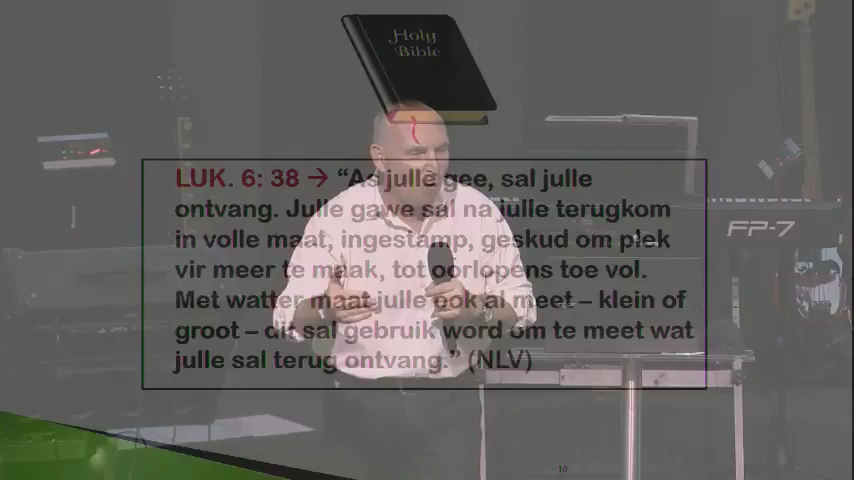 Holy
Bible
LUK. 6: 38 → “As julle gee, sal julle
ontvang. Julle gawe sal na julle terugkom
in volle maat, ingestamp, geskud om plek
vir meer te maak, tot oorlopens toe vol.
Met watter maat julle ook al meet – klein of
groot – dit sal gebruik word om te meet wat
julle sal terug ontvang.” (NLV)
FP-7
10